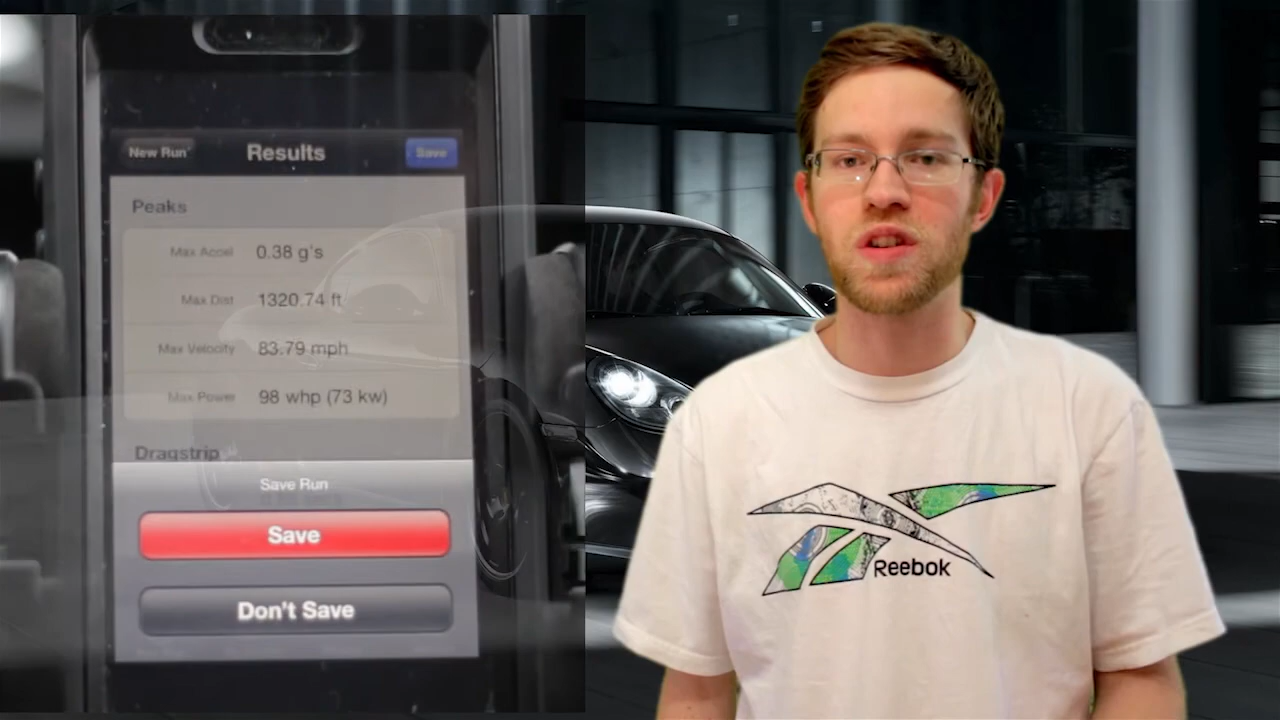 New Run
Results
Save
Peaks
Max Accel 0.38 g's
Max Dist 1320.74 ft
Max Velocity 83.79 mph
Max Power 98 whp (73 kw)
Dragstrip
Save Run
Save
Don't Save
Reebok